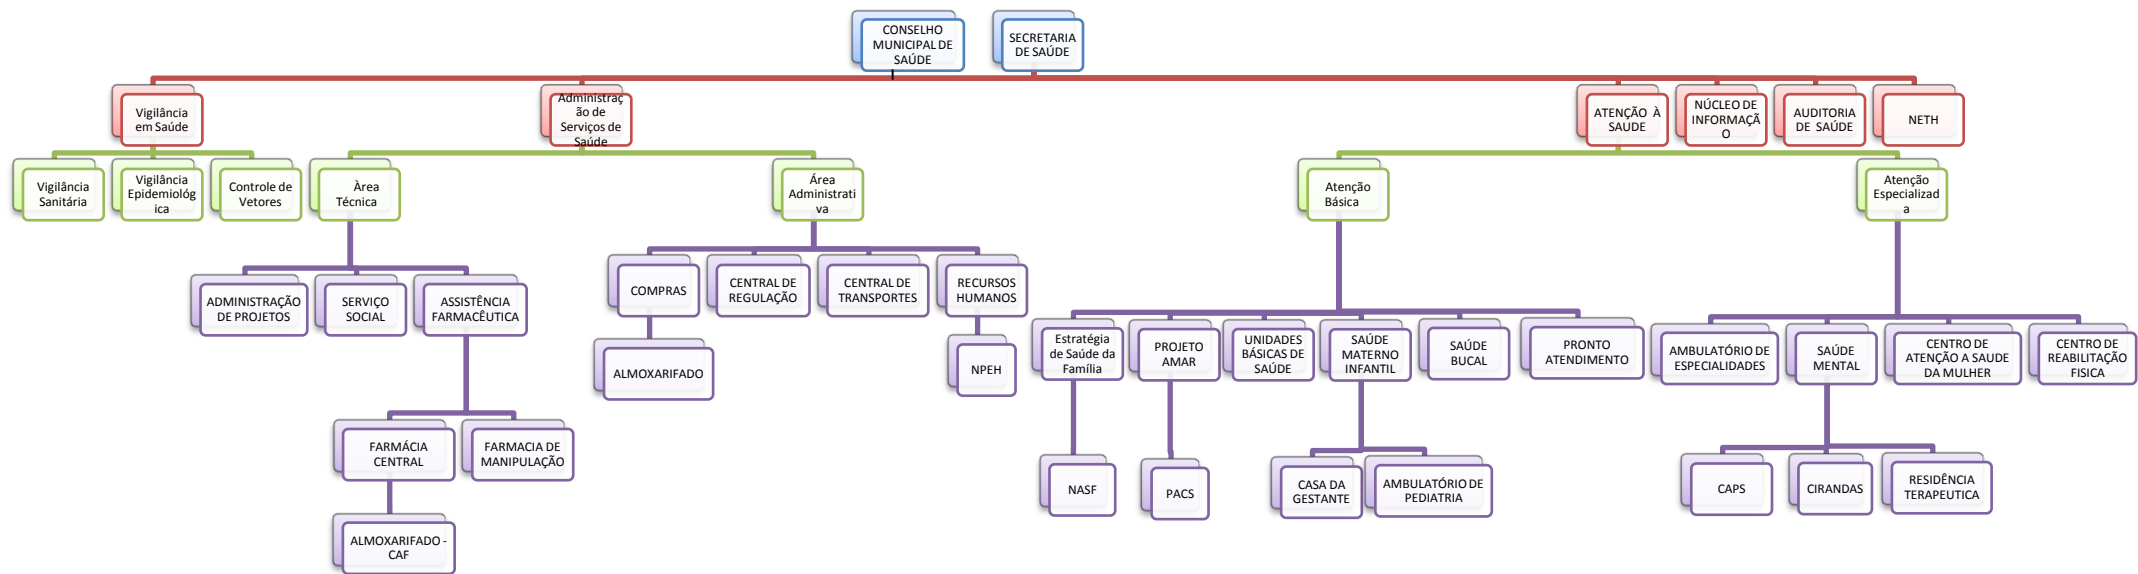 CONSELHO
MUNICIPAL DE
SAÚDE
SECRETARIA
DE SAÚDE
Vigilância
em Saúde
Administraç
ão de
Serviços de
Saúde
ATENÇÃO À
SAUDE
NÚCLEO DE
INFORMAÇÃ
O
AUDITORIA
DE SAÚDE
NETH
Vigilância
Sanitária
Vigilância
Epidemiológ
ica
Controle de
Vetores
Àrea
Técnica
Área
Administrati
va
Atenção
Básica
Atenção
Especializad
a
ADMINISTRAÇÃO
DE PROJETOS
SERVIÇO
SOCIAL
ASSISTÊNCIA
FARMACÊUTICA
COMPRAS
CENTRAL DE
REGULAÇÃO
CENTRAL DE
TRANSPORTES
RECURSOS
HUMANOS
Estratégia
de Saúde da
Família
PROJETO
AMAR
UNIDADES
BÁSICAS DE
SAÚDE
SAÚDE
MATERNO
INFANTIL
SAÚDE
BUCAL
PRONTO
ATENDIMENTO
AMBULATÓRIO DE
ESPECIALIDADES
SAÚDE
MENTAL
CENTRO DE
ATENÇÃO A SAUDE
DA MULHER
CENTRO DE
REABILITAÇÃO
FISICA
ALMOXARIFADO
NPEH
FARMÁCIA
CENTRAL
FARMACIA DE
MANIPULAÇÃO
NASF
PACS
CASA DA
GESTANTE
AMBULATÓRIO DE
PEDIATRIA
CAPS
CIRANDAS
RESIDÊNCIA
TERAPEUTICA
ALMOXARIFADO -
CAF